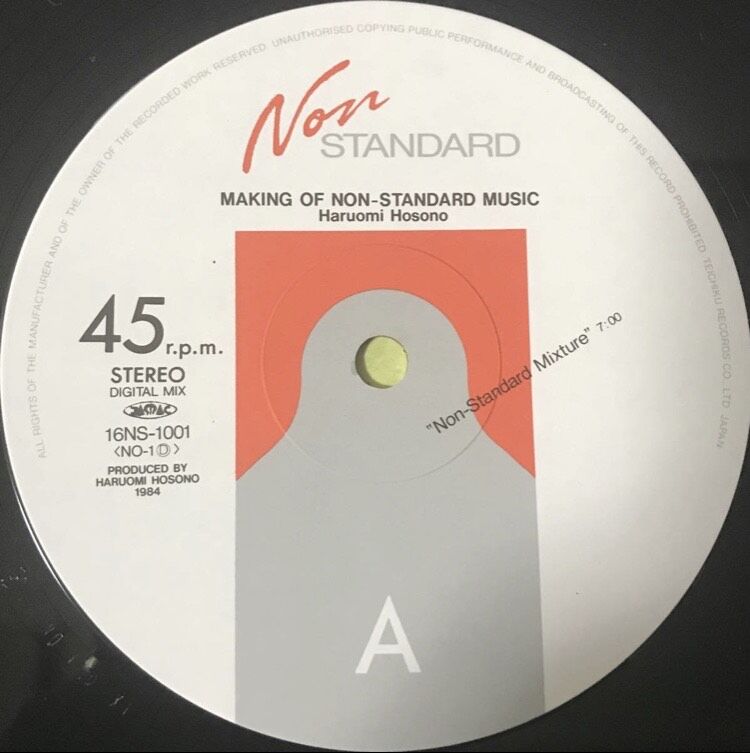 ALL RIGHTS OF THE MANUFACTURER AND OF THE OWNER OF THE RECORDED WORK RESERVED UNAUTHORISED COPYING PUBLIC PERFORMANCE AND BROADCASTING OF THIS RECORD PROHIBITED TEICHIKU RECORDS CO. LTD JAPAN
Non
STANDARD
MAKING OF NON-STANDARD MUSIC
Haruomi Hosono
45 r.p.m.
STEREO
DIGITAL MIX
JASRAC
16NS-1001
<NO-1Ⓓ>
PRODUCED BY
HARUOMI HOSONO
1984
"Non-Standard Mixture" 7:00
A